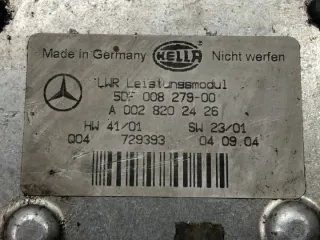 Made in Germany HELLA Nicht werfen
LWR Leistungsmodul
5DF 008 279-00
A 002 820 24 26
HW 41/01 SW 23/01
Q04 729393 04.09.04